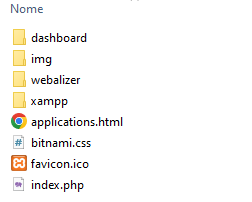 Nome
dashboard
img
webalizer
xampp
applications.html
bitnami.css
favicon.ico
index.php